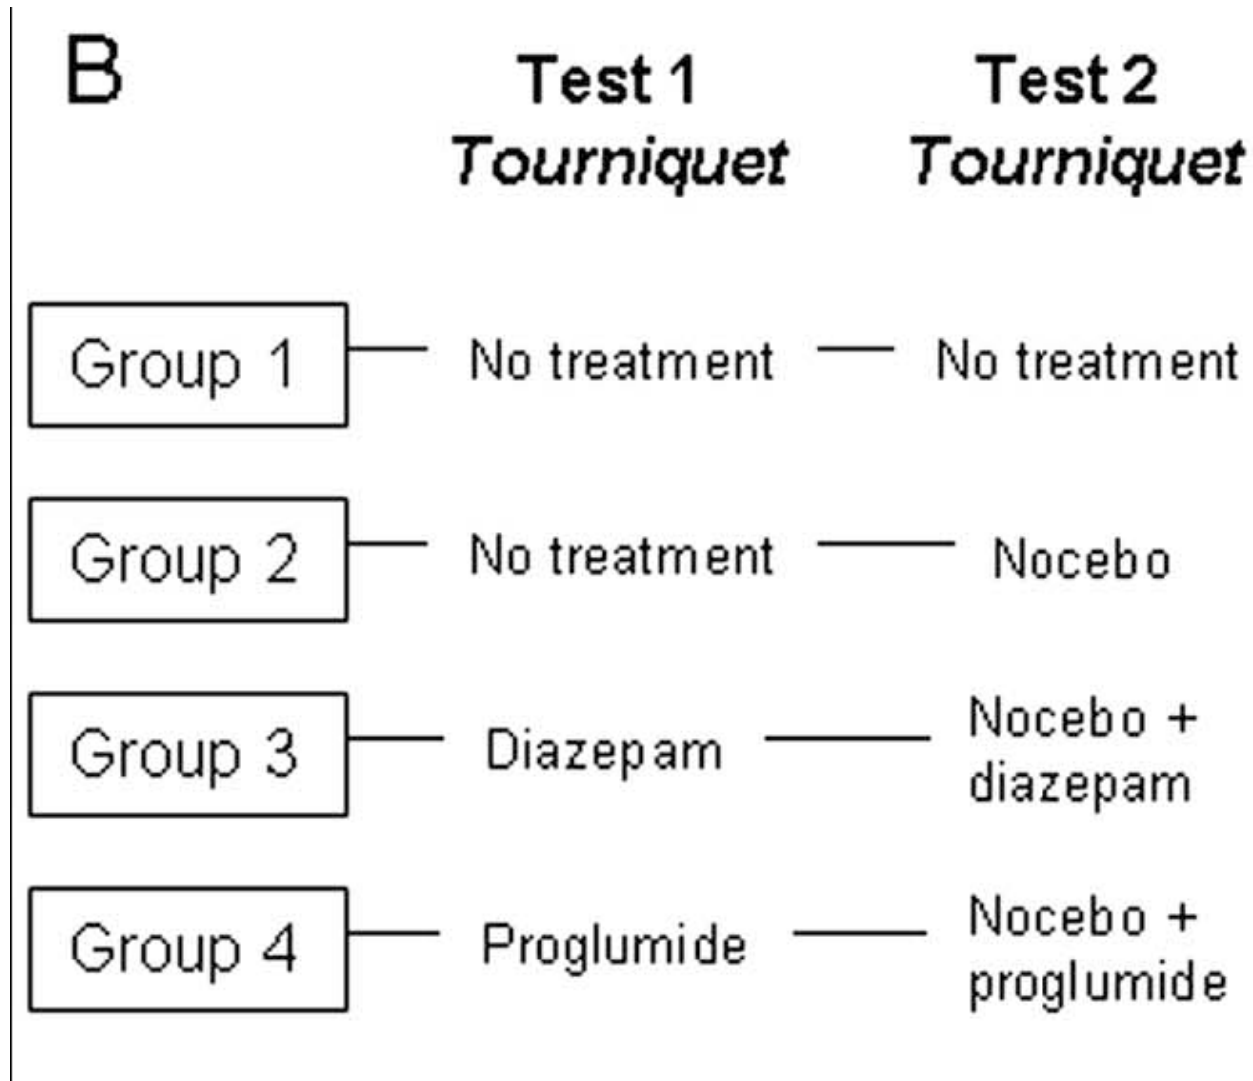 B
Test 1
Test 2
Tourniquet
Tourniquet
Group 1
No treatment
No treatment
Group 2
No treatment
Nocebo
Group 3
Diazepam
Nocebo +
diazepam
Group 4
Proglumide
Nocebo +
proglumide